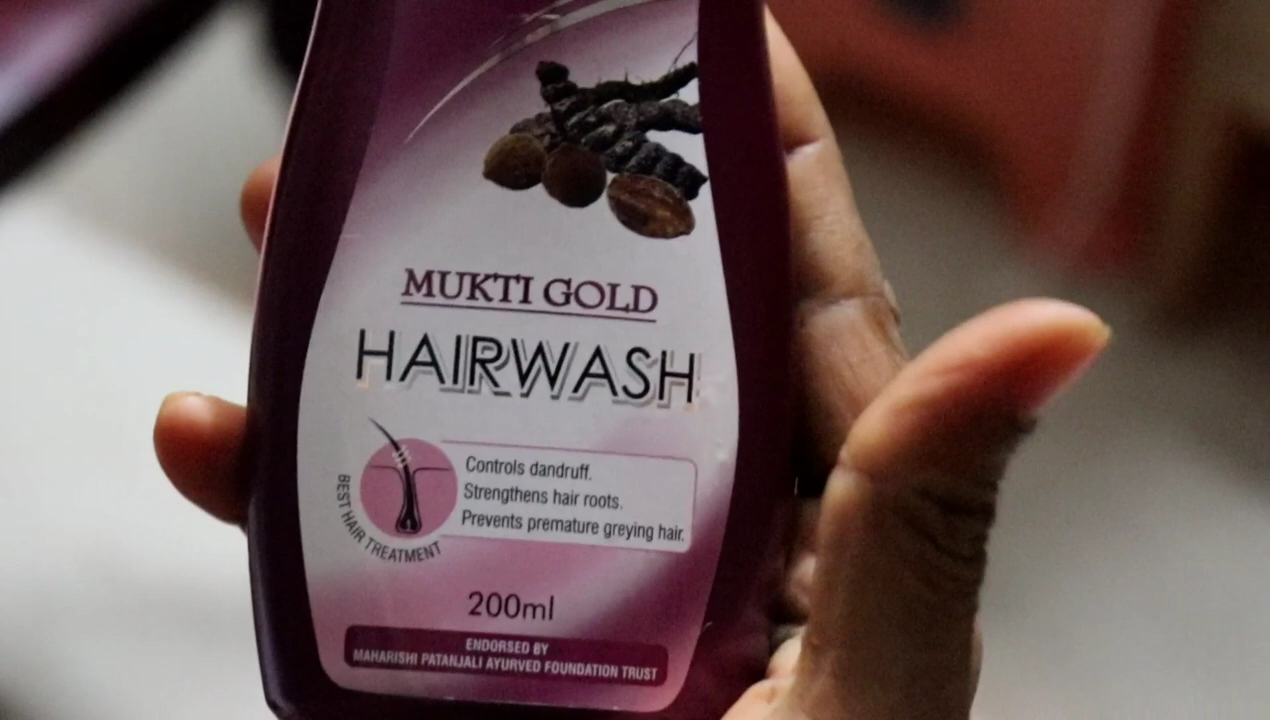 MUKTI GOLD
HAIRWASH
Controls dandruff.
Strengthens hair roots.
Prevents premature greying hair.
BEST HAIR TREATMENT
200ml
ENDORSED BY
MAHARISHI PATANJALI AYURVED FOUNDATION TRUST